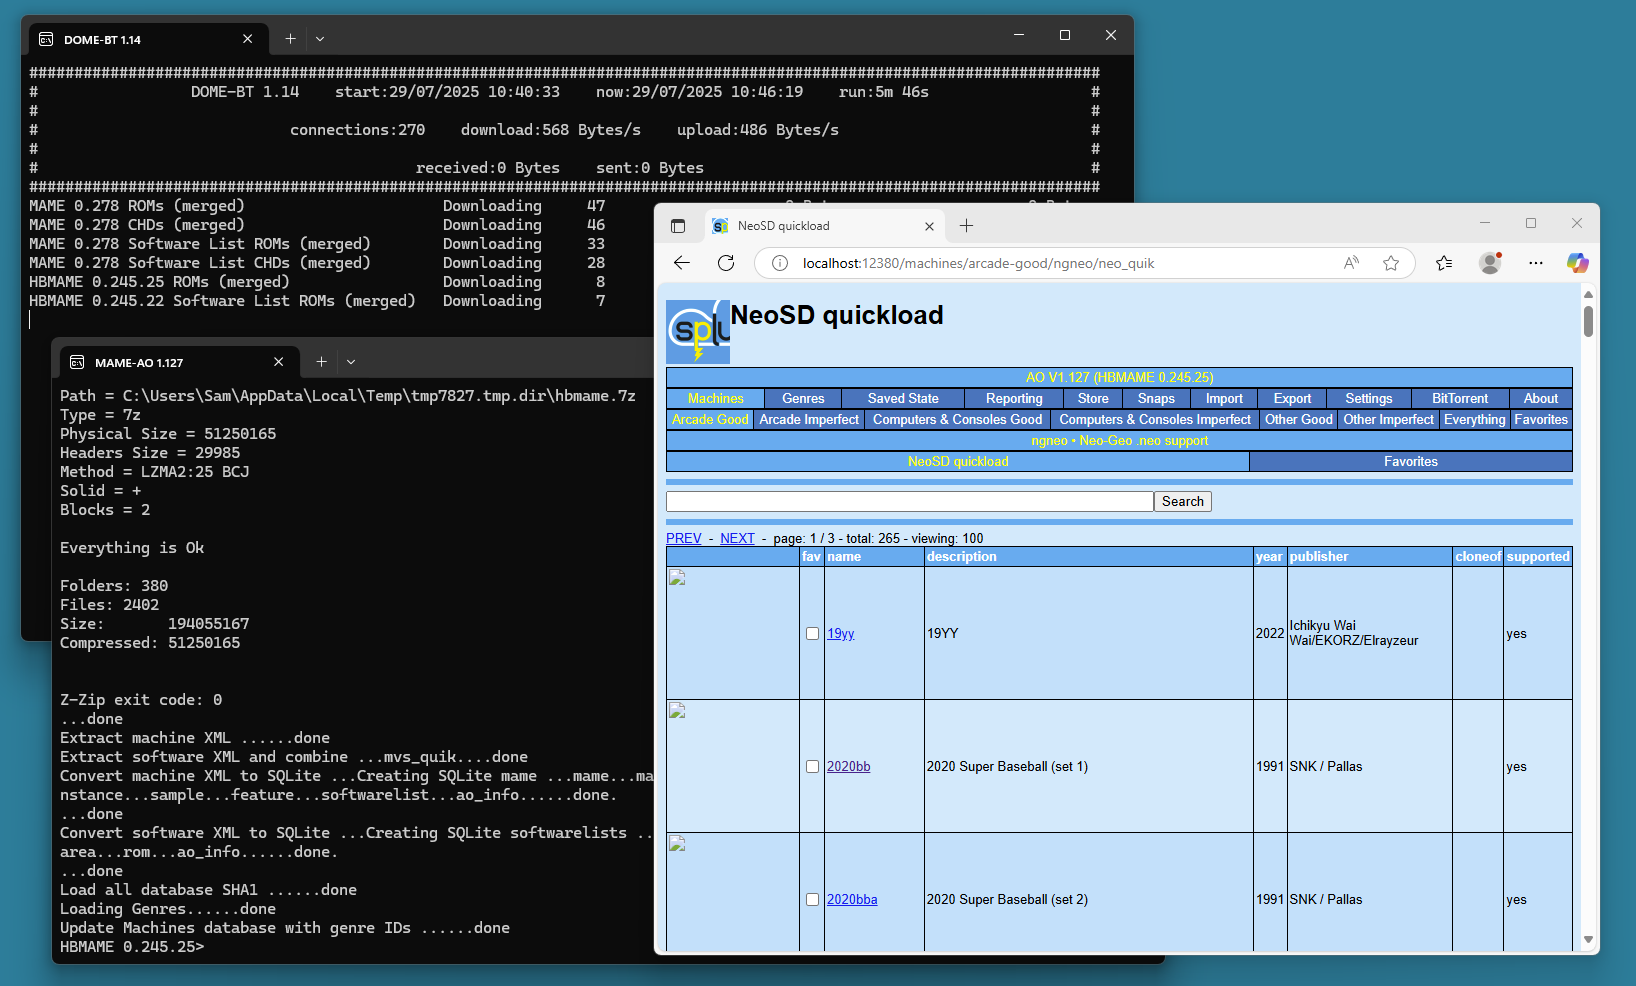 DOME-BT 1.14
###########################################################################################################################
# DOME-BT 1.14 start:29/07/2025 10:40:33 now:29/07/2025 10:46:19 run:5m 46s #
# #
# connections:270 download:568 Bytes/s upload:486 Bytes/s #
# #
# received:0 Bytes sent:0 Bytes #
###########################################################################################################################
MAME 0.278 ROMs (merged) Downloading 47
MAME 0.278 CHDs (merged) Downloading 46
MAME 0.278 Software List ROMs (merged) Downloading 33
MAME 0.278 Software List CHDs (merged) Downloading 28
HBMAME 0.245.25 ROMs (merged) Downloading 8
HBMAME 0.245.22 Software List ROMs (merged) Downloading 7
MAME-AO 1.127
Path = C:\Users\Sam\AppData\Local\Temp\tmp7827.tmp.dir\hbmame.7z
Type = 7z
Physical Size = 51250165
Headers Size = 29985
Method = LZMA2:25 BCJ
Solid = +
Blocks = 2
Everything is Ok
Folders: 380
Files: 2402
Size: 194055167
Compressed: 51250165
Z-Zip exit code: 0
...done
Extract machine XML ......done
Extract software XML and combine ...mvs_quik....done
Convert machine XML to SQLite ...Creating SQLite mame ...mame...ma
nstance...sample...feature...softwarelist...ao_info......done.
...done
Convert software XML to SQLite ...Creating SQLite softwarelists ..
area...rom...ao_info......done.
...done
Load all database SHA1 ......done
Loading Genres......done
Update Machines database with genre IDs ......done
HBMAME 0.245.25>
NeoSD quickload
localhost:12380/machines/arcade-good/ngneo/neo_quik
splu
NeoSD quickload
AO V1.127 (HBMAME 0.245.25)
Machines Genres Saved State Reporting Store Snaps Import Export Settings BitTorrent About
Arcade Good Arcade Imperfect Computers & Consoles Good Computers & Consoles Imperfect Other Good Other Imperfect Everything Favorites
ngneo • Neo-Geo .neo support
NeoSD quickload Favorites
Search
PREV - NEXT - page: 1 / 3 - total: 265 - viewing: 100
fav name description year publisher cloneof supported
19yy 19YY 2022 Ichikyu Wai Wai/EKORZ/Elrayzeur yes
2020bb 2020 Super Baseball (set 1) 1991 SNK / Pallas yes
2020bba 2020 Super Baseball (set 2) 1991 SNK / Pallas yes